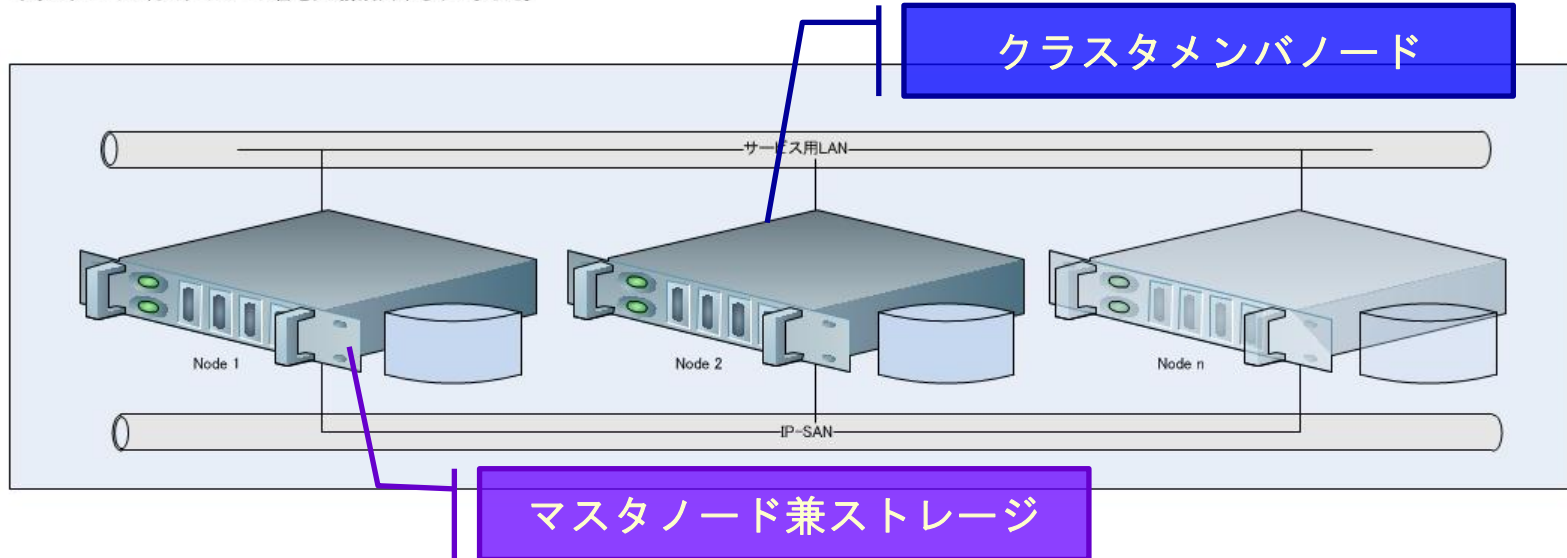 クラスタメンバノード
サービス用LAN
Node 1
Node 2
Node n
IP-SAN
マスタノード兼ストレージ